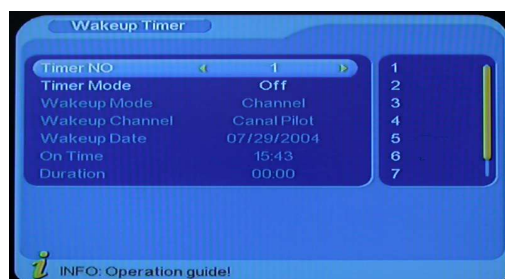 Wakeup Timer
Timer NO 1
Timer Mode Off
Wakeup Mode Channel
Wakeup Channel Canal Pilot
Wakeup Date 07/29/2004
On Time 15:43
Duration 00:00
1
2
3
4
5
6
7
INFO: Operation guide!